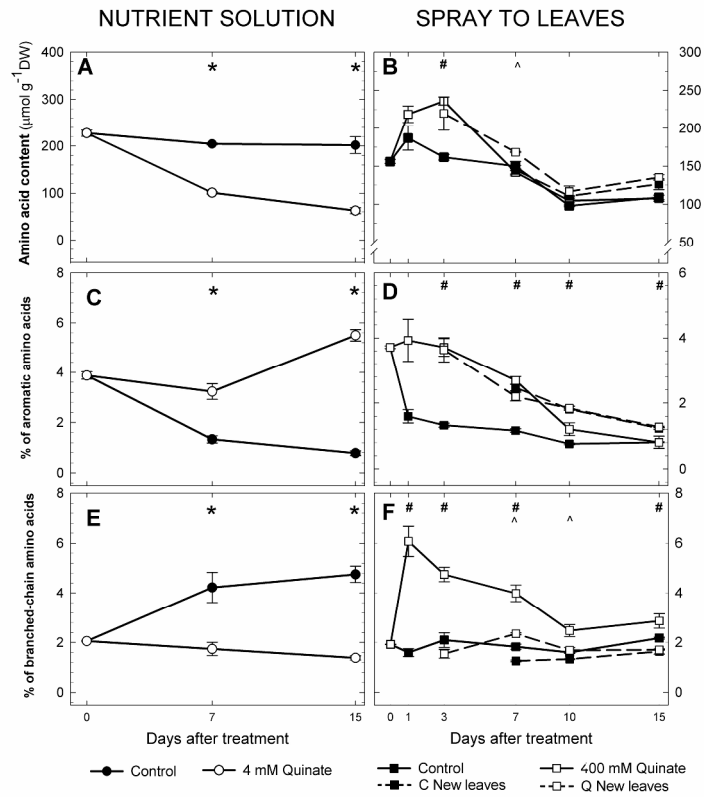 NUTRIENT SOLUTION SPRAY TO LEAVES
A
B
C
D
E
F
Amino acid content (µmol g⁻¹DW)
% of aromatic amino acids
% of branched-chain amino acids
400
300
200
100
0
300
250
200
150
100
50
8
6
4
2
0
6
4
2
0
8
6
4
2
0
8
6
4
2
0
* *
# ^
* *
# # # #
* *
# # # #
^ ^
0 7 15
0 1 3 7 10 15
Days after treatment Days after treatment
Control 4 mM Quinate Control 400 mM Quinate
C New leaves Q New leaves